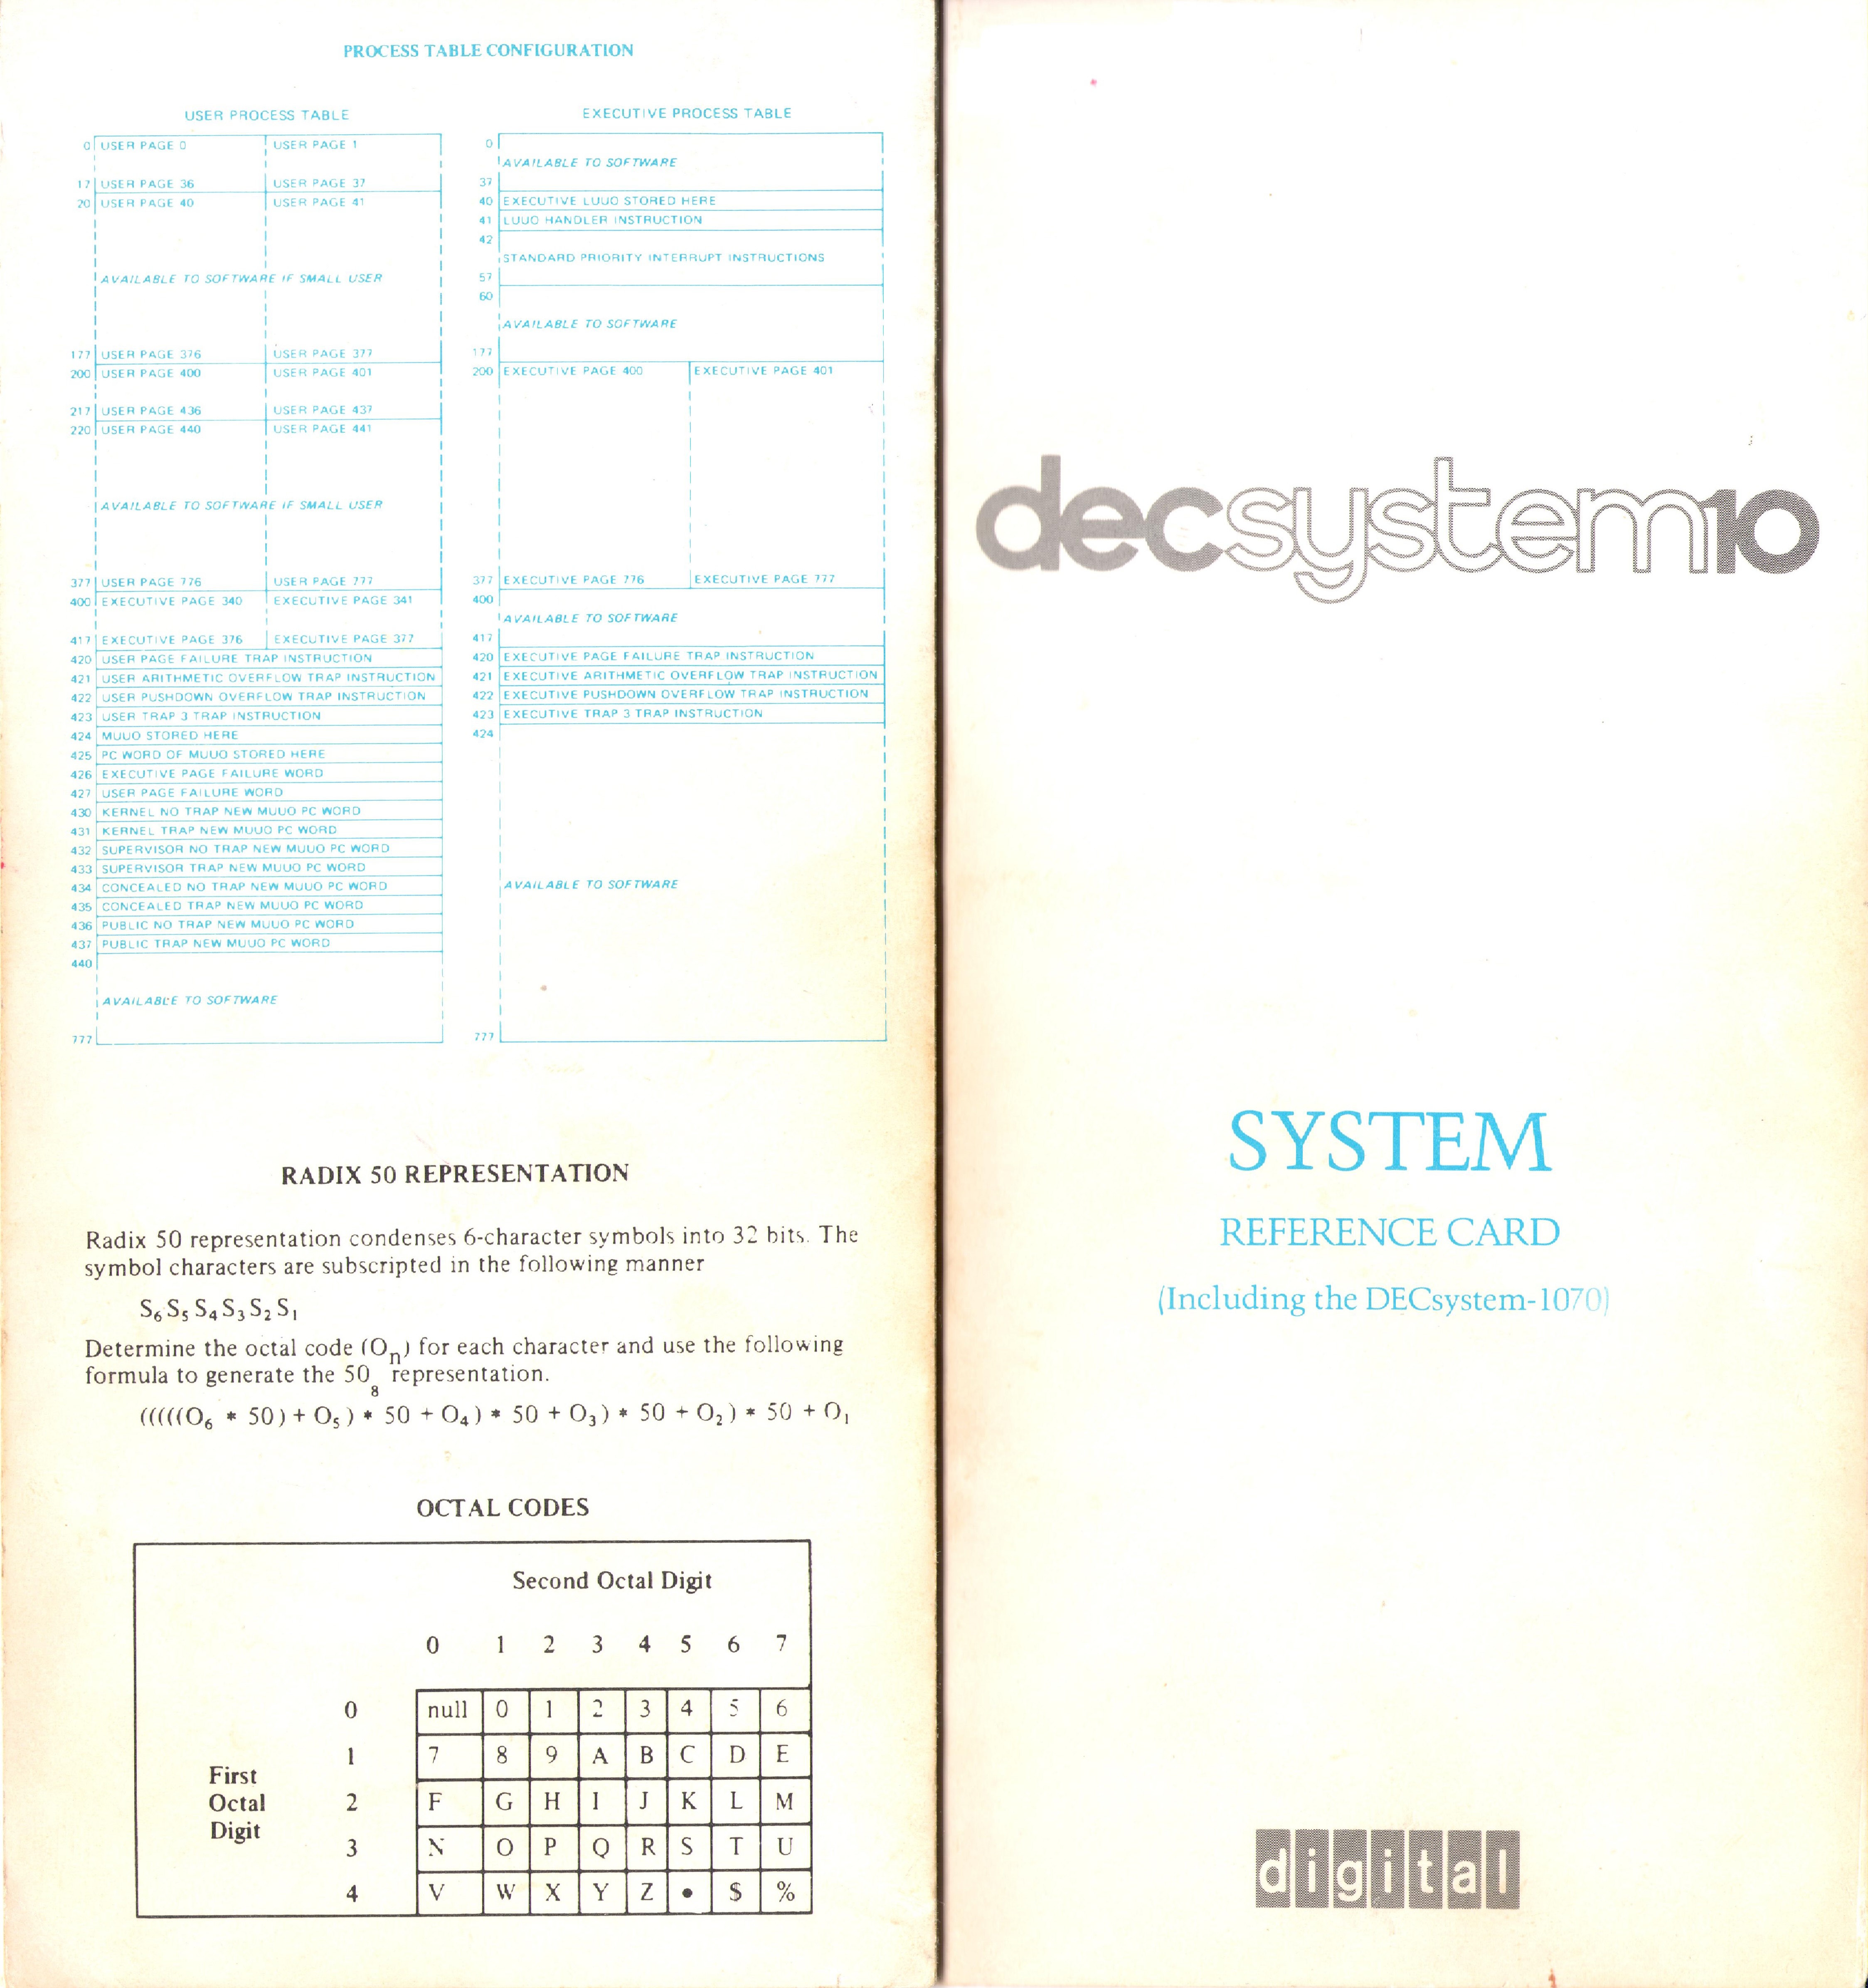 PROCESS TABLE CONFIGURATION
USER PROCESS TABLE
0 USER PAGE 0 USER PAGE 1
17 USER PAGE 36 USER PAGE 37
20 USER PAGE 40 USER PAGE 41
AVAILABLE TO SOFTWARE IF SMALL USER
177 USER PAGE 376 USER PAGE 377
200 USER PAGE 400 USER PAGE 401
217 USER PAGE 436 USER PAGE 437
220 USER PAGE 440 USER PAGE 441
AVAILABLE TO SOFTWARE IF SMALL USER
377 USER PAGE 776 USER PAGE 777
400 EXECUTIVE PAGE 340 EXECUTIVE PAGE 341
417 EXECUTIVE PAGE 376 EXECUTIVE PAGE 377
420 USER PAGE FAILURE TRAP INSTRUCTION
421 USER ARITHMETIC OVERFLOW TRAP INSTRUCTION
422 USER PUSHDOWN OVERFLOW TRAP INSTRUCTION
423 USER TRAP 3 TRAP INSTRUCTION
424 MUUO STORED HERE
425 PC WORD OF MUUO STORED HERE
426 EXECUTIVE PAGE FAILURE WORD
427 USER PAGE FAILURE WORD
430 KERNEL NO TRAP NEW MUUO PC WORD
431 KERNEL TRAP NEW MUUO PC WORD
432 SUPERVISOR NO TRAP NEW MUUO PC WORD
433 SUPERVISOR TRAP NEW MUUO PC WORD
434 CONCEALED NO TRAP NEW MUUO PC WORD
435 CONCEALED TRAP NEW MUUO PC WORD
436 PUBLIC NO TRAP NEW MUUO PC WORD
437 PUBLIC TRAP NEW MUUO PC WORD
440
AVAILABLE TO SOFTWARE
777
EXECUTIVE PROCESS TABLE
0
AVAILABLE TO SOFTWARE
37
40 EXECUTIVE LUUO STORED HERE
41 LUUO HANDLER INSTRUCTION
42
STANDARD PRIORITY INTERRUPT INSTRUCTIONS
57
60
AVAILABLE TO SOFTWARE
177
200 EXECUTIVE PAGE 400 EXECUTIVE PAGE 401
377 EXECUTIVE PAGE 776 EXECUTIVE PAGE 777
400
AVAILABLE TO SOFTWARE
417
420 EXECUTIVE PAGE FAILURE TRAP INSTRUCTION
421 EXECUTIVE ARITHMETIC OVERFLOW TRAP INSTRUCTION
422 EXECUTIVE PUSHDOWN OVERFLOW TRAP INSTRUCTION
423 EXECUTIVE TRAP 3 TRAP INSTRUCTION
424
AVAILABLE TO SOFTWARE
777
RADIX 50 REPRESENTATION
Radix 50 representation condenses 6-character symbols into 32 bits. The
symbol characters are subscripted in the following manner
S₆ S₅ S₄ S₃ S₂ S₁
Determine the octal code (Oₙ) for each character and use the following
formula to generate the 50₈ representation.
(((((O₆ * 50) + O₅) * 50 + O₄) * 50 + O₃) * 50 + O₂) * 50 + O₁
OCTAL CODES
Second Octal Digit
0 1 2 3 4 5 6 7
0 null 0 1 2 3 4 5 6
1 7 8 9 A B C D E
First
Octal
Digit
2 F G H I J K L M
3 N O P Q R S T U
4 V W X Y Z • $ %
decsystem10
SYSTEM
REFERENCE CARD
(Including the DECsystem-1070)
digital